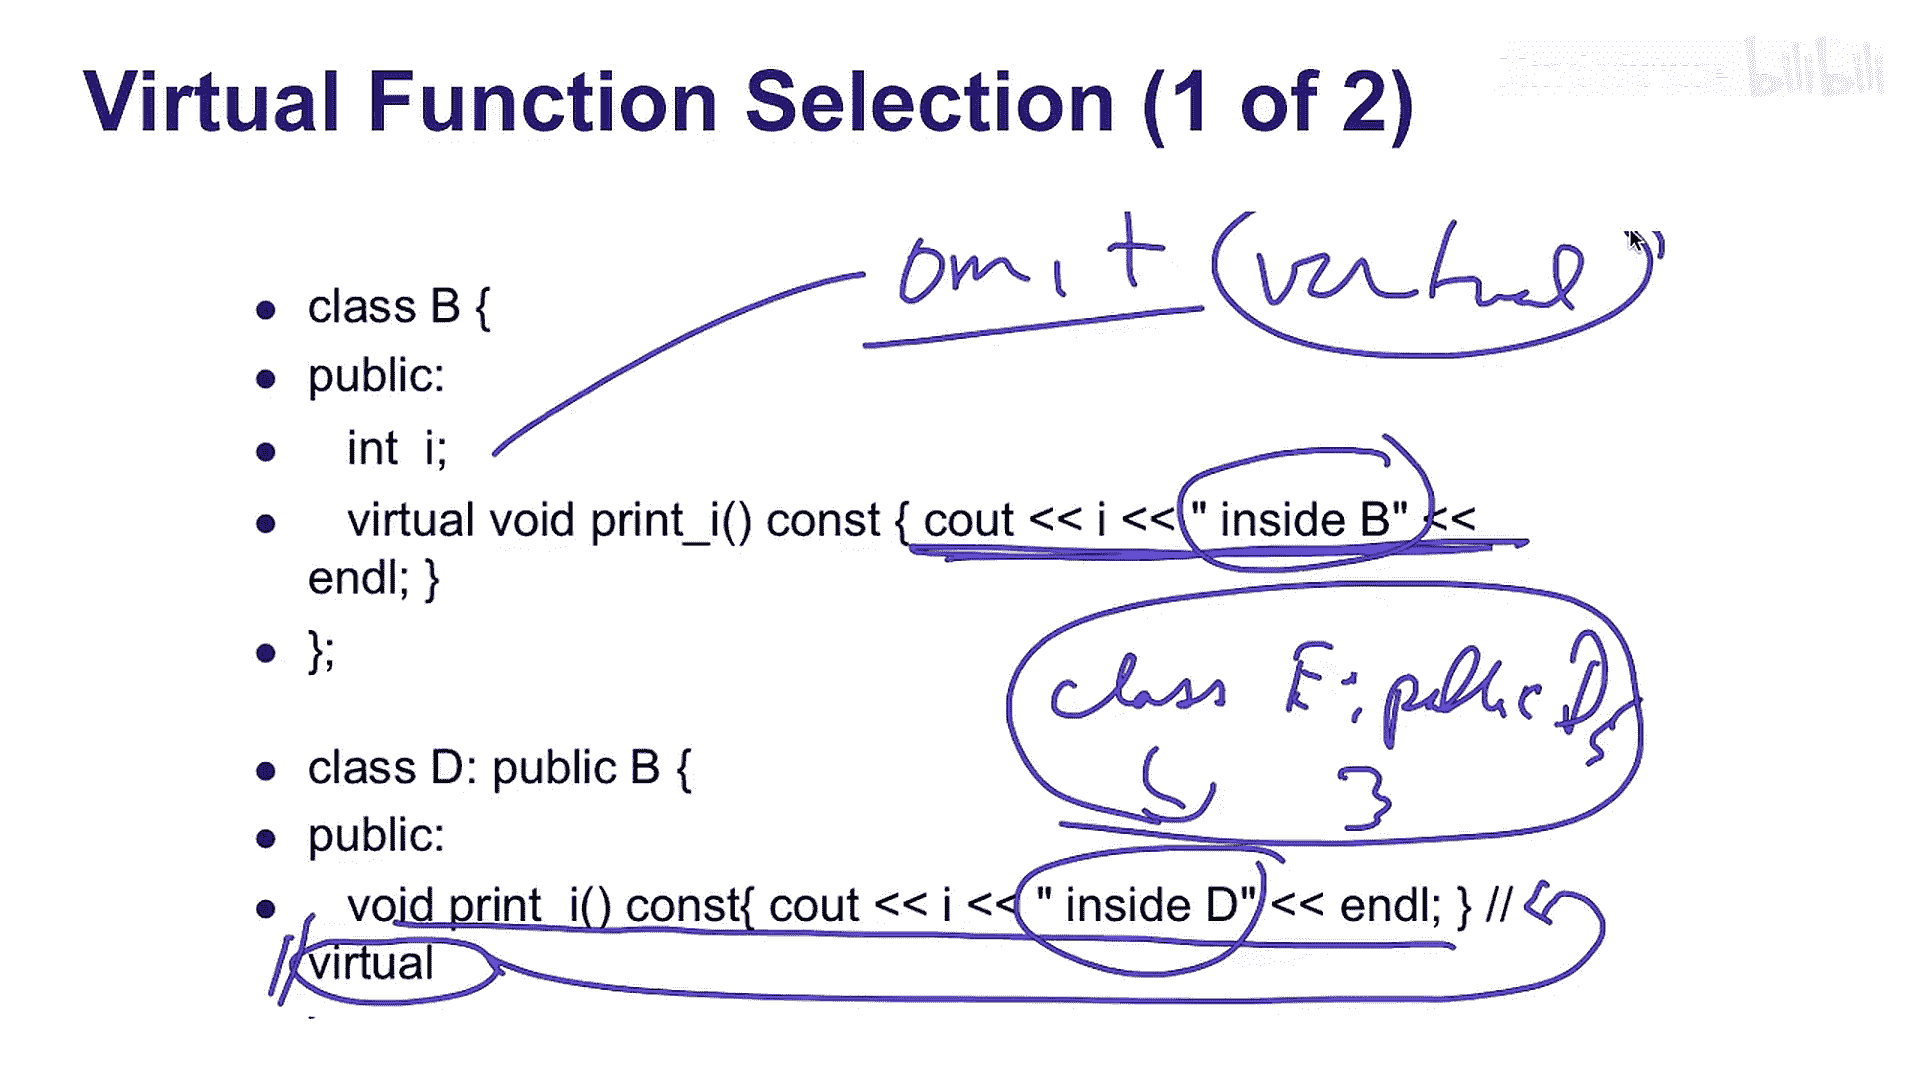 Virtual Function Selection (1 of 2)
bilibili
omit (virtual)
• class B {
• public:
• int i;
• virtual void print_i() const { cout << i << " inside B" <<
endl; }
• };
class E: public D
{ }
• class D: public B {
• public:
• void print_i() const{ cout << i << " inside D" << endl; } //
// virtual